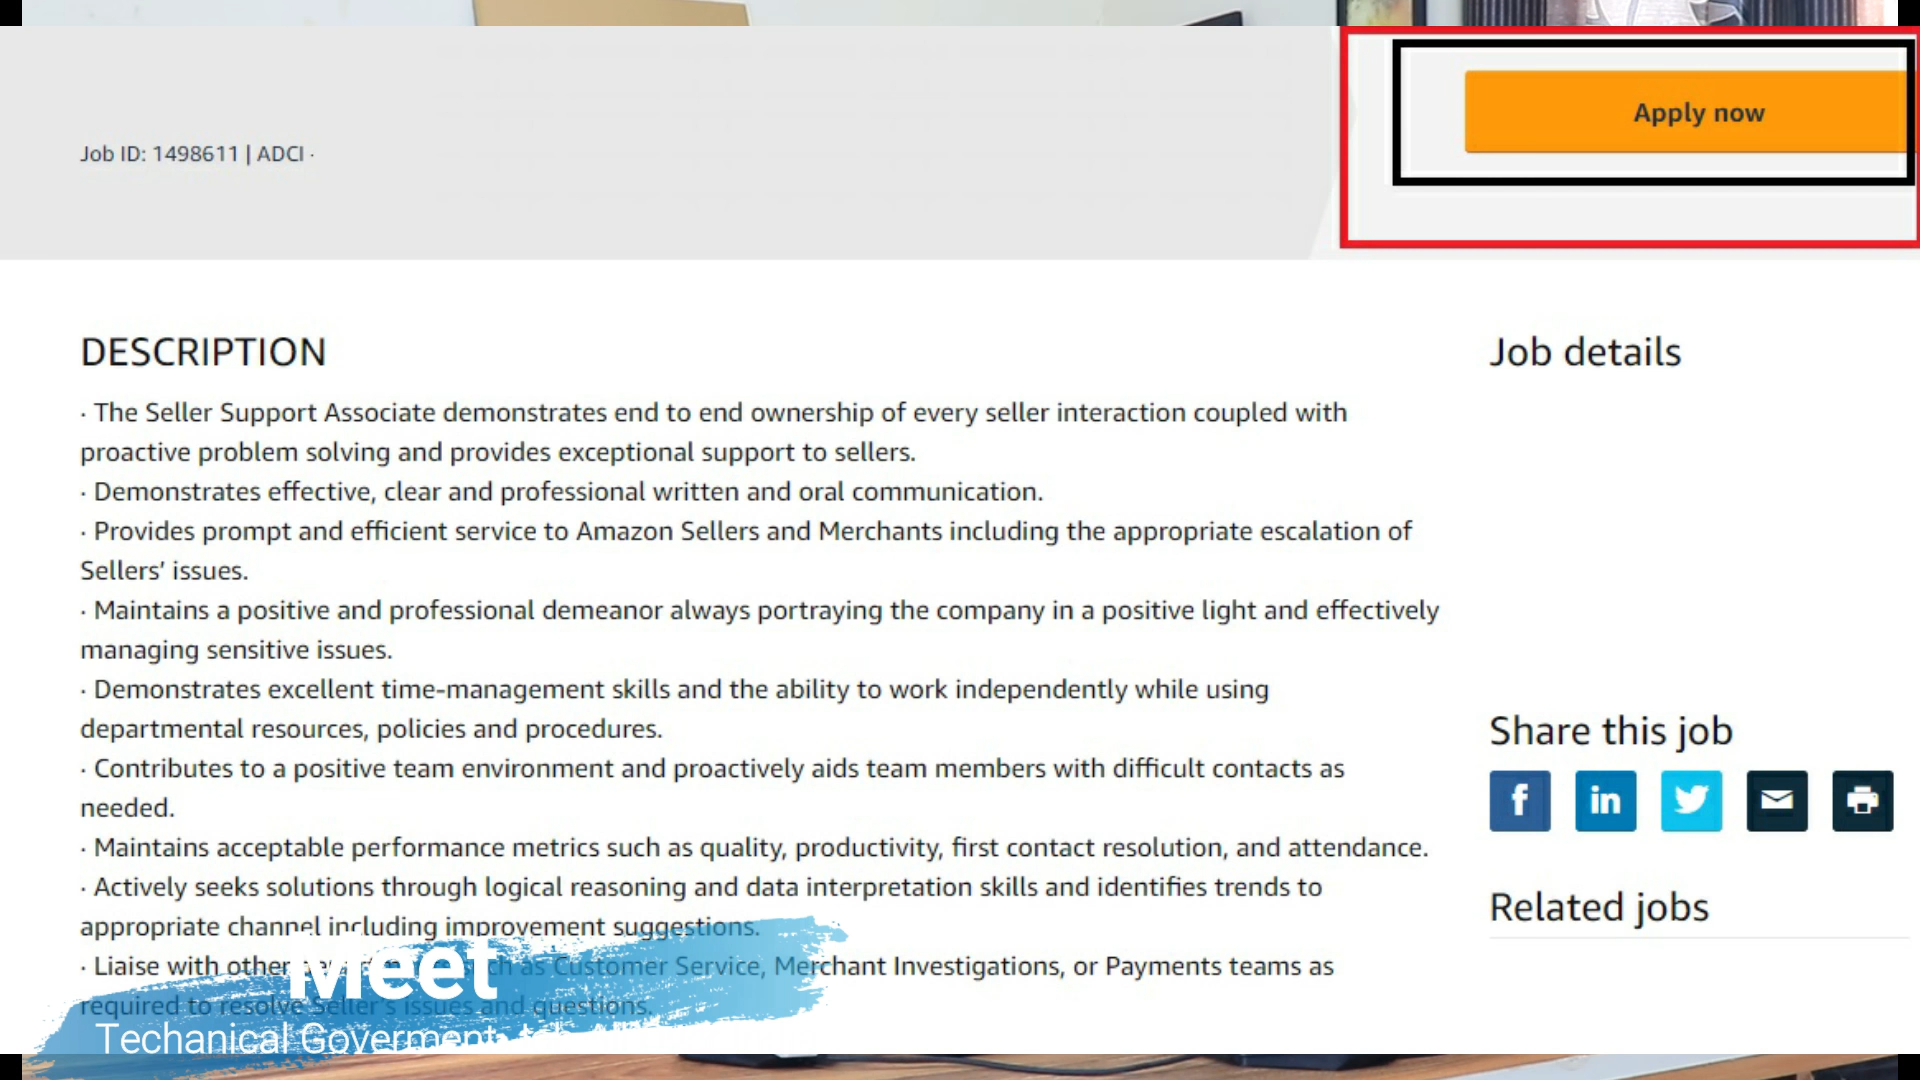 Apply now
Job ID: 1498611 | ADCI ·
DESCRIPTION
· The Seller Support Associate demonstrates end to end ownership of every seller interaction coupled with
proactive problem solving and provides exceptional support to sellers.
· Demonstrates effective, clear and professional written and oral communication.
· Provides prompt and efficient service to Amazon Sellers and Merchants including the appropriate escalation of
Sellers’ issues.
· Maintains a positive and professional demeanor always portraying the company in a positive light and effectively
managing sensitive issues.
· Demonstrates excellent time-management skills and the ability to work independently while using
departmental resources, policies and procedures.
· Contributes to a positive team environment and proactively aids team members with difficult contacts as
needed.
· Maintains acceptable performance metrics such as quality, productivity, first contact resolution, and attendance.
· Actively seeks solutions through logical reasoning and data interpretation skills and identifies trends to
appropriate channel including improvement suggestions.
· Liaise with other as Customer Service, Merchant Investigations, or Payments teams as
required to resolve Seller's issues and questions.
Meet
Techanical Goverment
Job details
Share this job
f
in
Related jobs